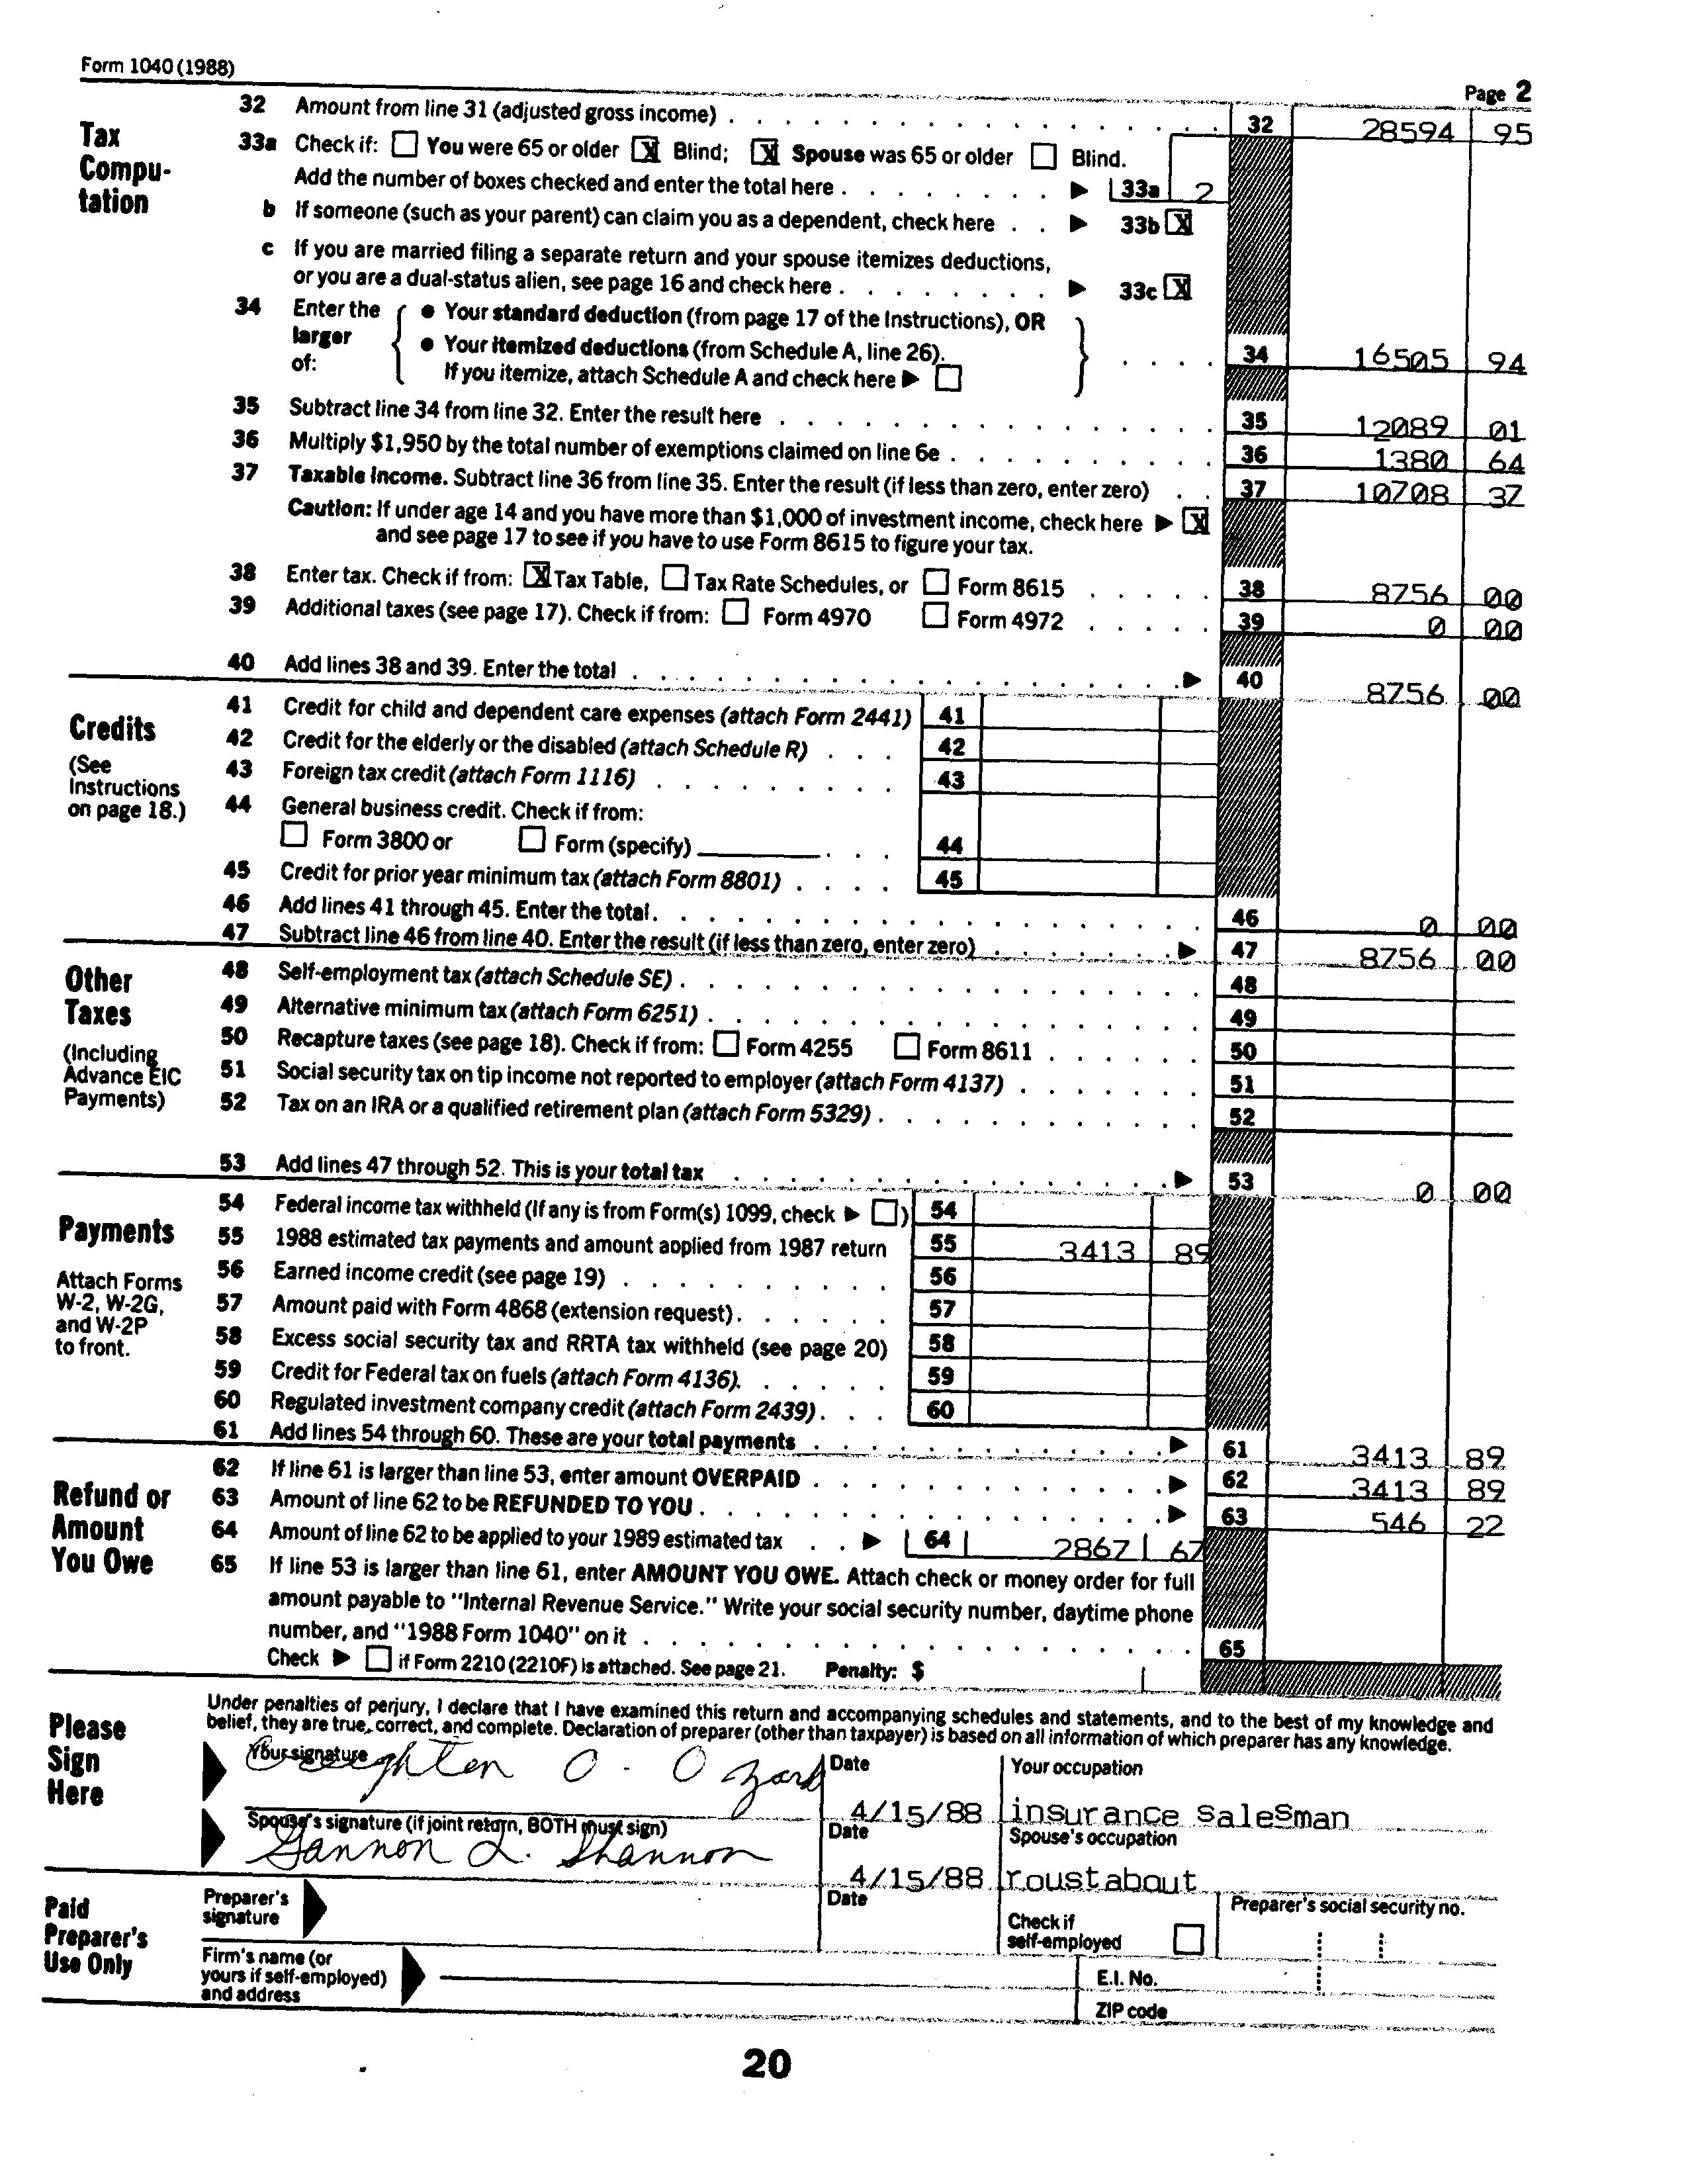 Form 1040 (1988)
Page 2
Tax Compu-tation
32 Amount from line 31 (adjusted gross income) 32 28594 95
33a Check if: ☐ You were 65 or older ☒ Blind; ☒ Spouse was 65 or older ☐ Blind.
Add the number of boxes checked and enter the total here ▶ 33a 2
b If someone (such as your parent) can claim you as a dependent, check here ▶ 33b ☒
c If you are married filing a separate return and your spouse itemizes deductions,
or you are a dual-status alien, see page 16 and check here ▶ 33c ☒
34 Enter the larger of: { ● Your standard deduction (from page 17 of the Instructions), OR
● Your itemized deductions (from Schedule A, line 26).
If you itemize, attach Schedule A and check here ▶ ☐ } 34 16505 94
35 Subtract line 34 from line 32. Enter the result here 35 12089 01
36 Multiply $1,950 by the total number of exemptions claimed on line 6e 36 1380 64
37 Taxable income. Subtract line 36 from line 35. Enter the result (if less than zero, enter zero) 37 10708 37
Caution: If under age 14 and you have more than $1,000 of investment income, check here ▶ ☒
and see page 17 to see if you have to use Form 8615 to figure your tax.
38 Enter tax. Check if from: ☒ Tax Table, ☐ Tax Rate Schedules, or ☐ Form 8615 38 8756 00
39 Additional taxes (see page 17). Check if from: ☐ Form 4970 ☐ Form 4972 39 0 00
40 Add lines 38 and 39. Enter the total ▶ 40 8756 00
Credits
(See Instructions on page 18.)
41 Credit for child and dependent care expenses (attach Form 2441) 41
42 Credit for the elderly or the disabled (attach Schedule R) 42
43 Foreign tax credit (attach Form 1116) 43
44 General business credit. Check if from:
☐ Form 3800 or ☐ Form (specify) 44
45 Credit for prior year minimum tax (attach Form 8801) 45
46 Add lines 41 through 45. Enter the total. 46 0 00
47 Subtract line 46 from line 40. Enter the result (if less than zero, enter zero) ▶ 47 8756 00
Other Taxes
(Including Advance EIC Payments)
48 Self-employment tax (attach Schedule SE) 48
49 Alternative minimum tax (attach Form 6251) 49
50 Recapture taxes (see page 18). Check if from: ☐ Form 4255 ☐ Form 8611 50
51 Social security tax on tip income not reported to employer (attach Form 4137) 51
52 Tax on an IRA or a qualified retirement plan (attach Form 5329) 52
53 Add lines 47 through 52. This is your total tax ▶ 53 0 00
Payments
Attach Forms W-2, W-2G, and W-2P to front.
54 Federal income tax withheld (If any is from Form(s) 1099, check ▶ ☐) 54
55 1988 estimated tax payments and amount applied from 1987 return 55 3413 89
56 Earned income credit (see page 19) 56
57 Amount paid with Form 4868 (extension request) 57
58 Excess social security tax and RRTA tax withheld (see page 20) 58
59 Credit for Federal tax on fuels (attach Form 4136). 59
60 Regulated investment company credit (attach Form 2439) 60
61 Add lines 54 through 60. These are your total payments ▶ 61 3413 89
Refund or Amount You Owe
62 If line 61 is larger than line 53, enter amount OVERPAID ▶ 62 3413 89
63 Amount of line 62 to be REFUNDED TO YOU ▶ 63 546 22
64 Amount of line 62 to be applied to your 1989 estimated tax ▶ 64 2867 67
65 If line 53 is larger than line 61, enter AMOUNT YOU OWE. Attach check or money order for full
amount payable to "Internal Revenue Service." Write your social security number, daytime phone
number, and "1988 Form 1040" on it 65
Check ▶ ☐ if Form 2210 (2210F) is attached. See page 21. Penalty: $
Please Sign Here
Under penalties of perjury, I declare that I have examined this return and accompanying schedules and statements, and to the best of my knowledge and
belief, they are true, correct, and complete. Declaration of preparer (other than taxpayer) is based on all information of which preparer has any knowledge.
Your signature Creighten O. Ozark Date 4/15/88 Your occupation insurance salesman
Spouse's signature (if joint return, BOTH must sign) Gannon L. Shannon Date 4/15/88 Spouse's occupation roustabout
Paid Preparer's Use Only
Preparer's signature Date Check if self-employed ☐ Preparer's social security no.
Firm's name (or yours if self-employed) and address E.I. No.
ZIP code
20